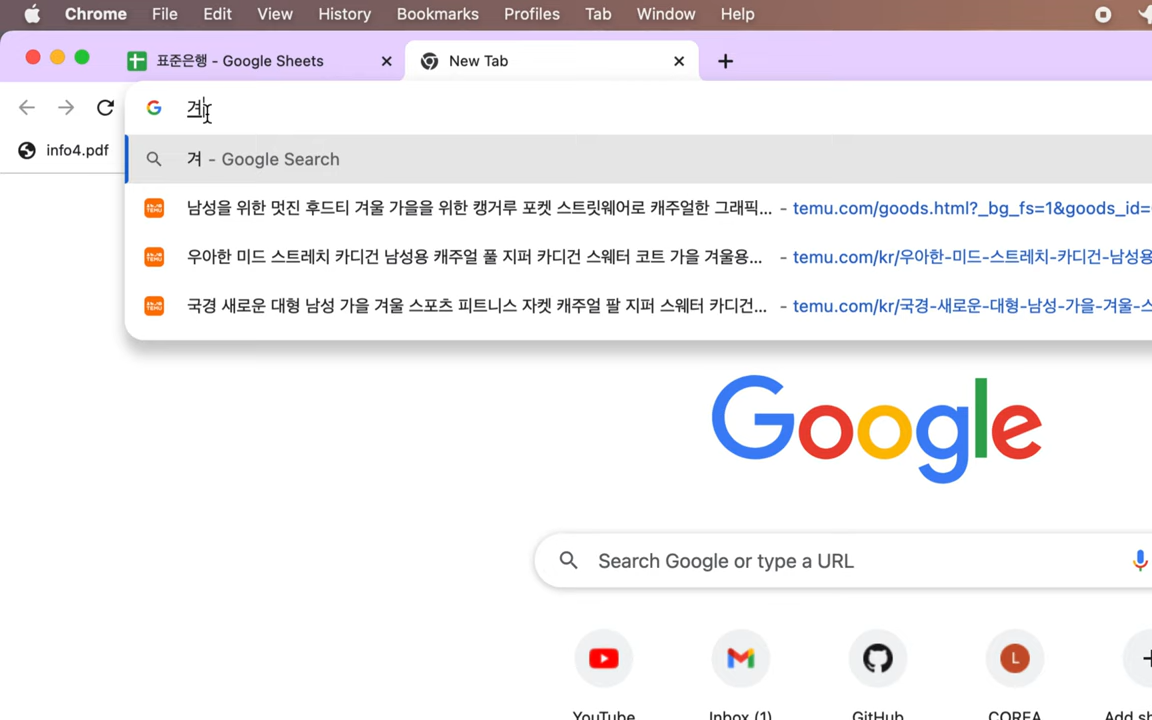 Chrome File Edit View History Bookmarks Profiles Tab Window Help
표준은행 - Google Sheets
New Tab
겨
info4.pdf
겨 - Google Search
남성을 위한 멋진 후드티 겨울 가을을 위한 캥거루 포켓 스트릿웨어로 캐주얼한 그래픽... - temu.com/goods.html?_bg_fs=1&goods_id=
우아한 미드 스트레치 카디건 남성용 캐주얼 풀 지퍼 카디건 스웨터 코트 가을 겨울용... - temu.com/kr/우아한-미드-스트레치-카디건-남성용
국경 새로운 대형 남성 가을 겨울 스포츠 피트니스 자켓 캐주얼 팔 지퍼 스웨터 카디건... - temu.com/kr/국경-새로운-대형-남성-가을-겨울-스
Google
Search Google or type a URL
L
YouTube Inbox (1) GitHub COREA Add sh